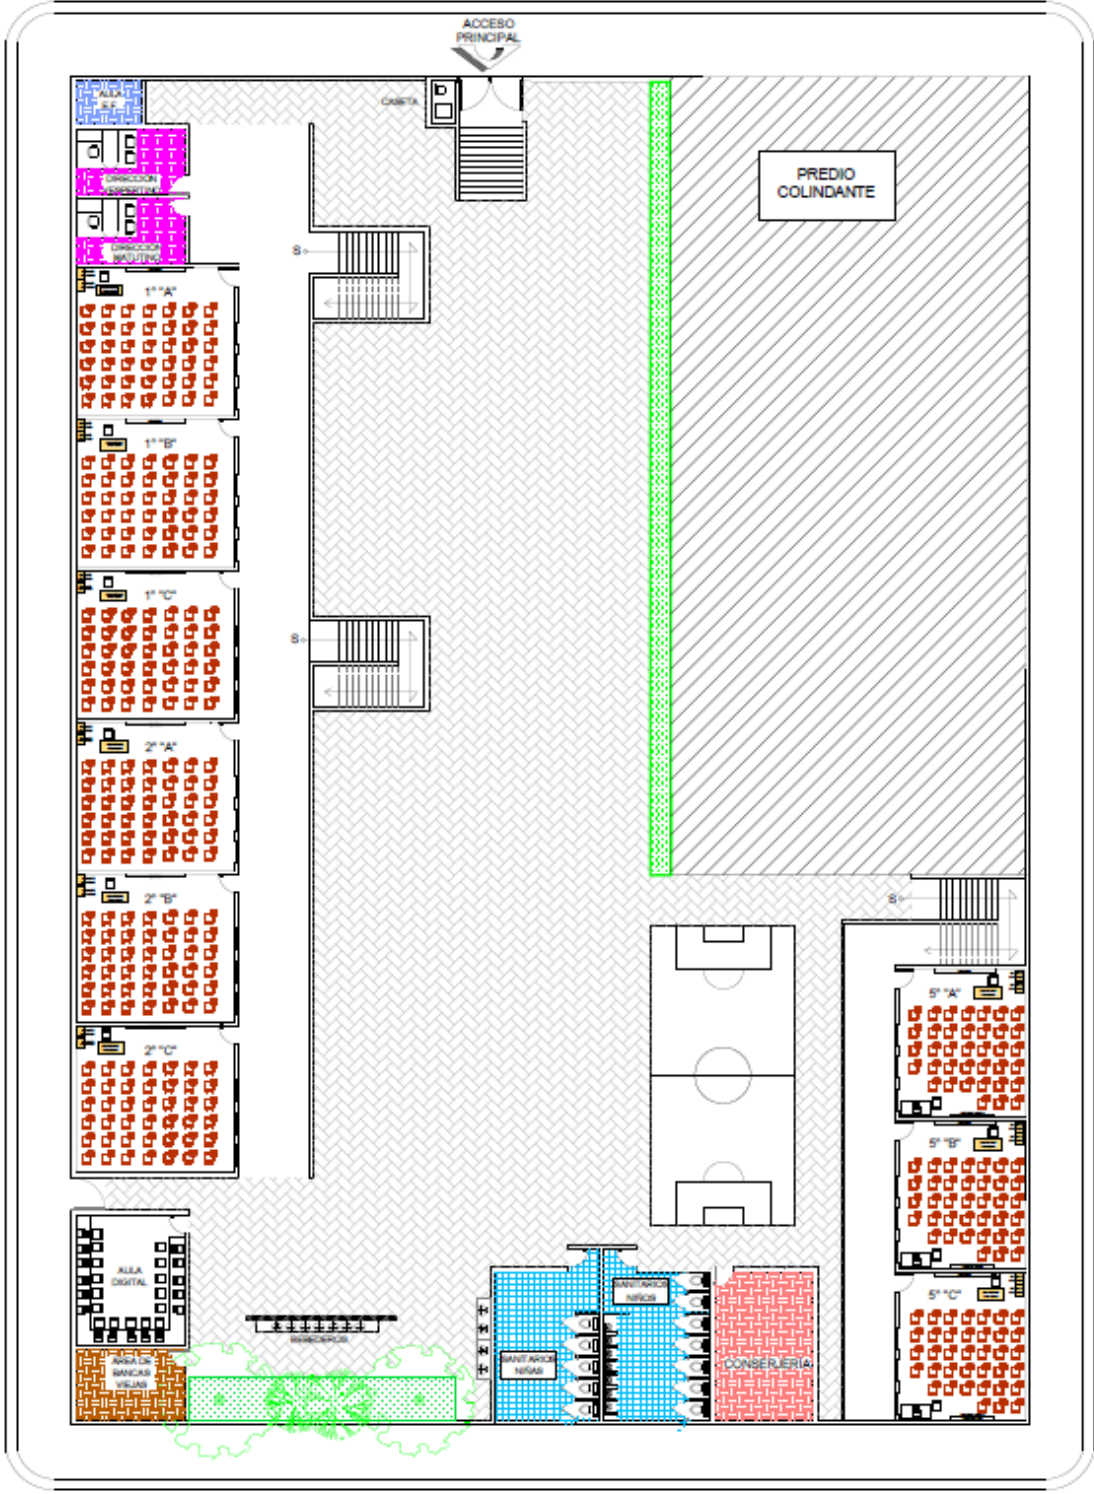 ACCESO
PRINCIPAL
CASETA
AULA
E.F.
DIRECCION
VESPERTINO
DIRECCION
MATUTINO
PREDIO
COLINDANTE
S
1° "A"
1° "B"
1° "C"
S
2° "A"
2° "B"
2° "C"
S
5° "A"
5° "B"
5° "C"
AULA
DIGITAL
BEBEDEROS
AREA DE
BANCAS
VIEJAS
SANITARIOS
NIÑOS
SANITARIOS
NIÑAS
CONSERJERIA